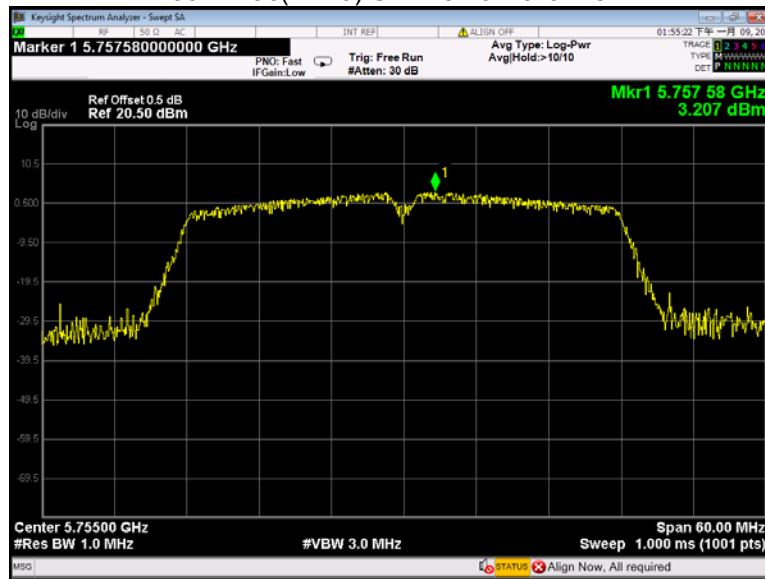 Keysight Spectrum Analyzer - Swept SA
RF 50 Ω AC INT REF ALIGN OFF 01:55:22 下午 一月 09, 20
Marker 1 5.757580000000 GHz
PNO: Fast
IFGain:Low
Trig: Free Run
#Atten: 30 dB
Avg Type: Log-Pwr
Avg|Hold:>10/10
TRACE 1 2 3 4 5
TYPE M
DET P N N N N
Mkr1 5.757 58 GHz
3.207 dBm
Ref Offset 0.5 dB
10 dB/div Ref 20.50 dBm
Log
1
10.5
0.500
-9.50
-19.5
-29.5
-39.5
-49.5
-59.5
-69.5
Center 5.75500 GHz
Span 60.00 MHz
#Res BW 1.0 MHz
#VBW 3.0 MHz
Sweep 1.000 ms (1001 pts)
MSG
STATUS
Align Now, All required